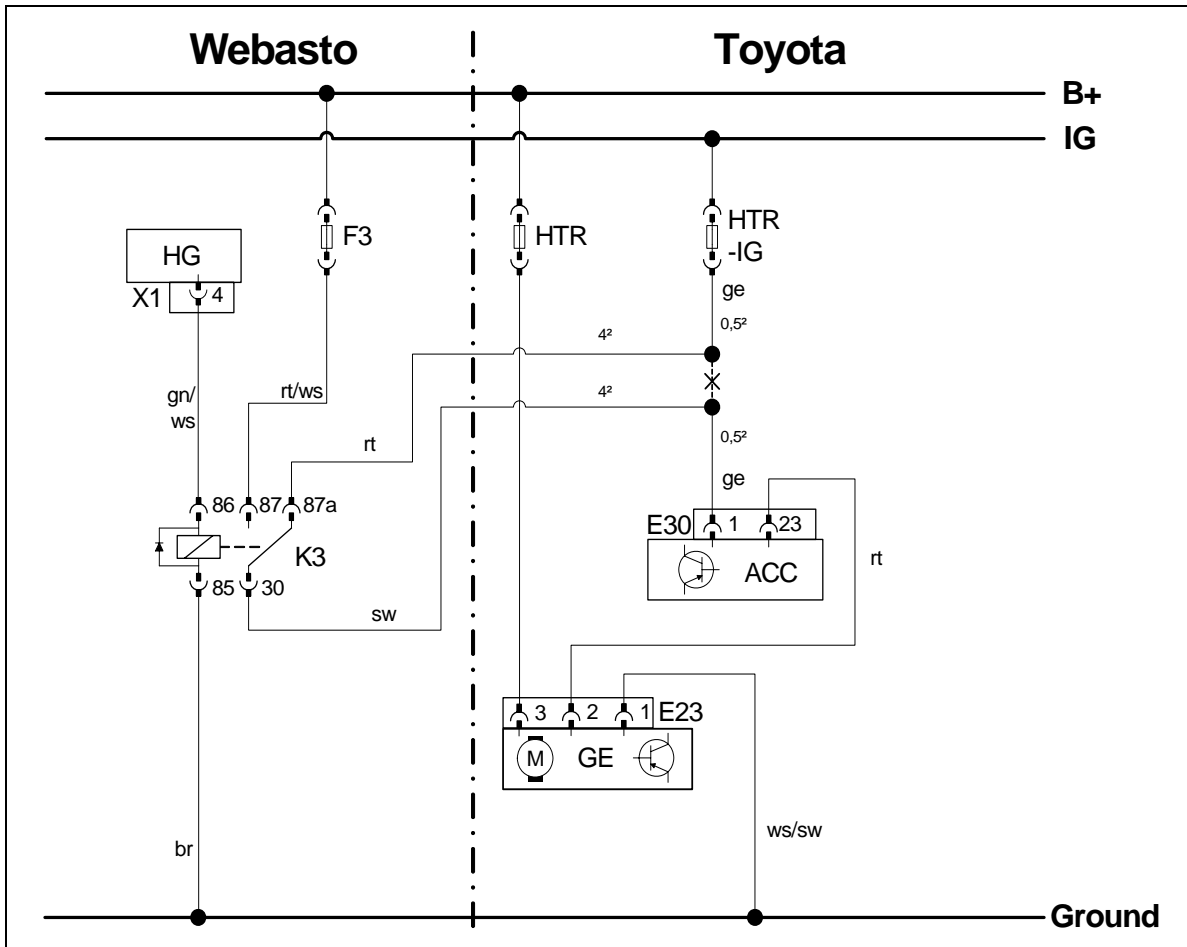 Webasto
Toyota
B+
IG
F3
HTR
HTR
-IG
HG
X1
4
ge
0,5²
4²
gn/
ws
rt/ws
4²
rt
0,5²
ge
86
87
87a
E30
1
23
K3
ACC
rt
85
30
sw
3
2
1
E23
M
GE
ws/sw
br
Ground